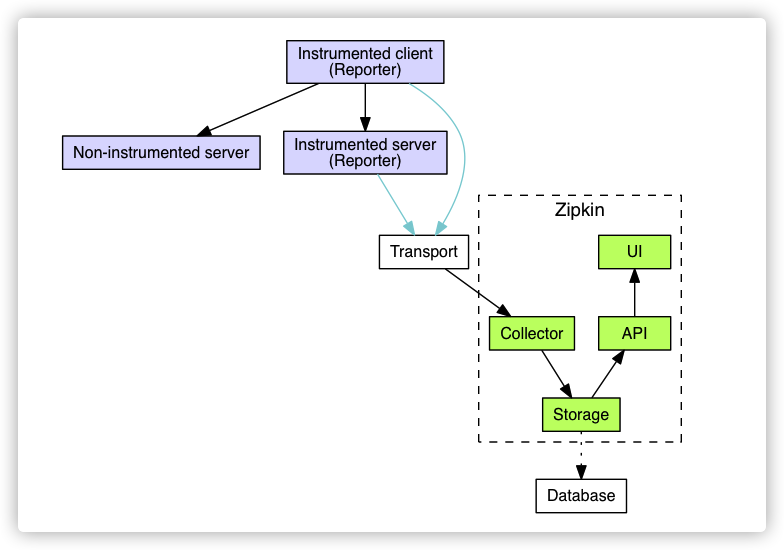 Instrumented client
(Reporter)
Non-instrumented server
Instrumented server
(Reporter)
Zipkin
Transport
UI
Collector
API
Storage
Database